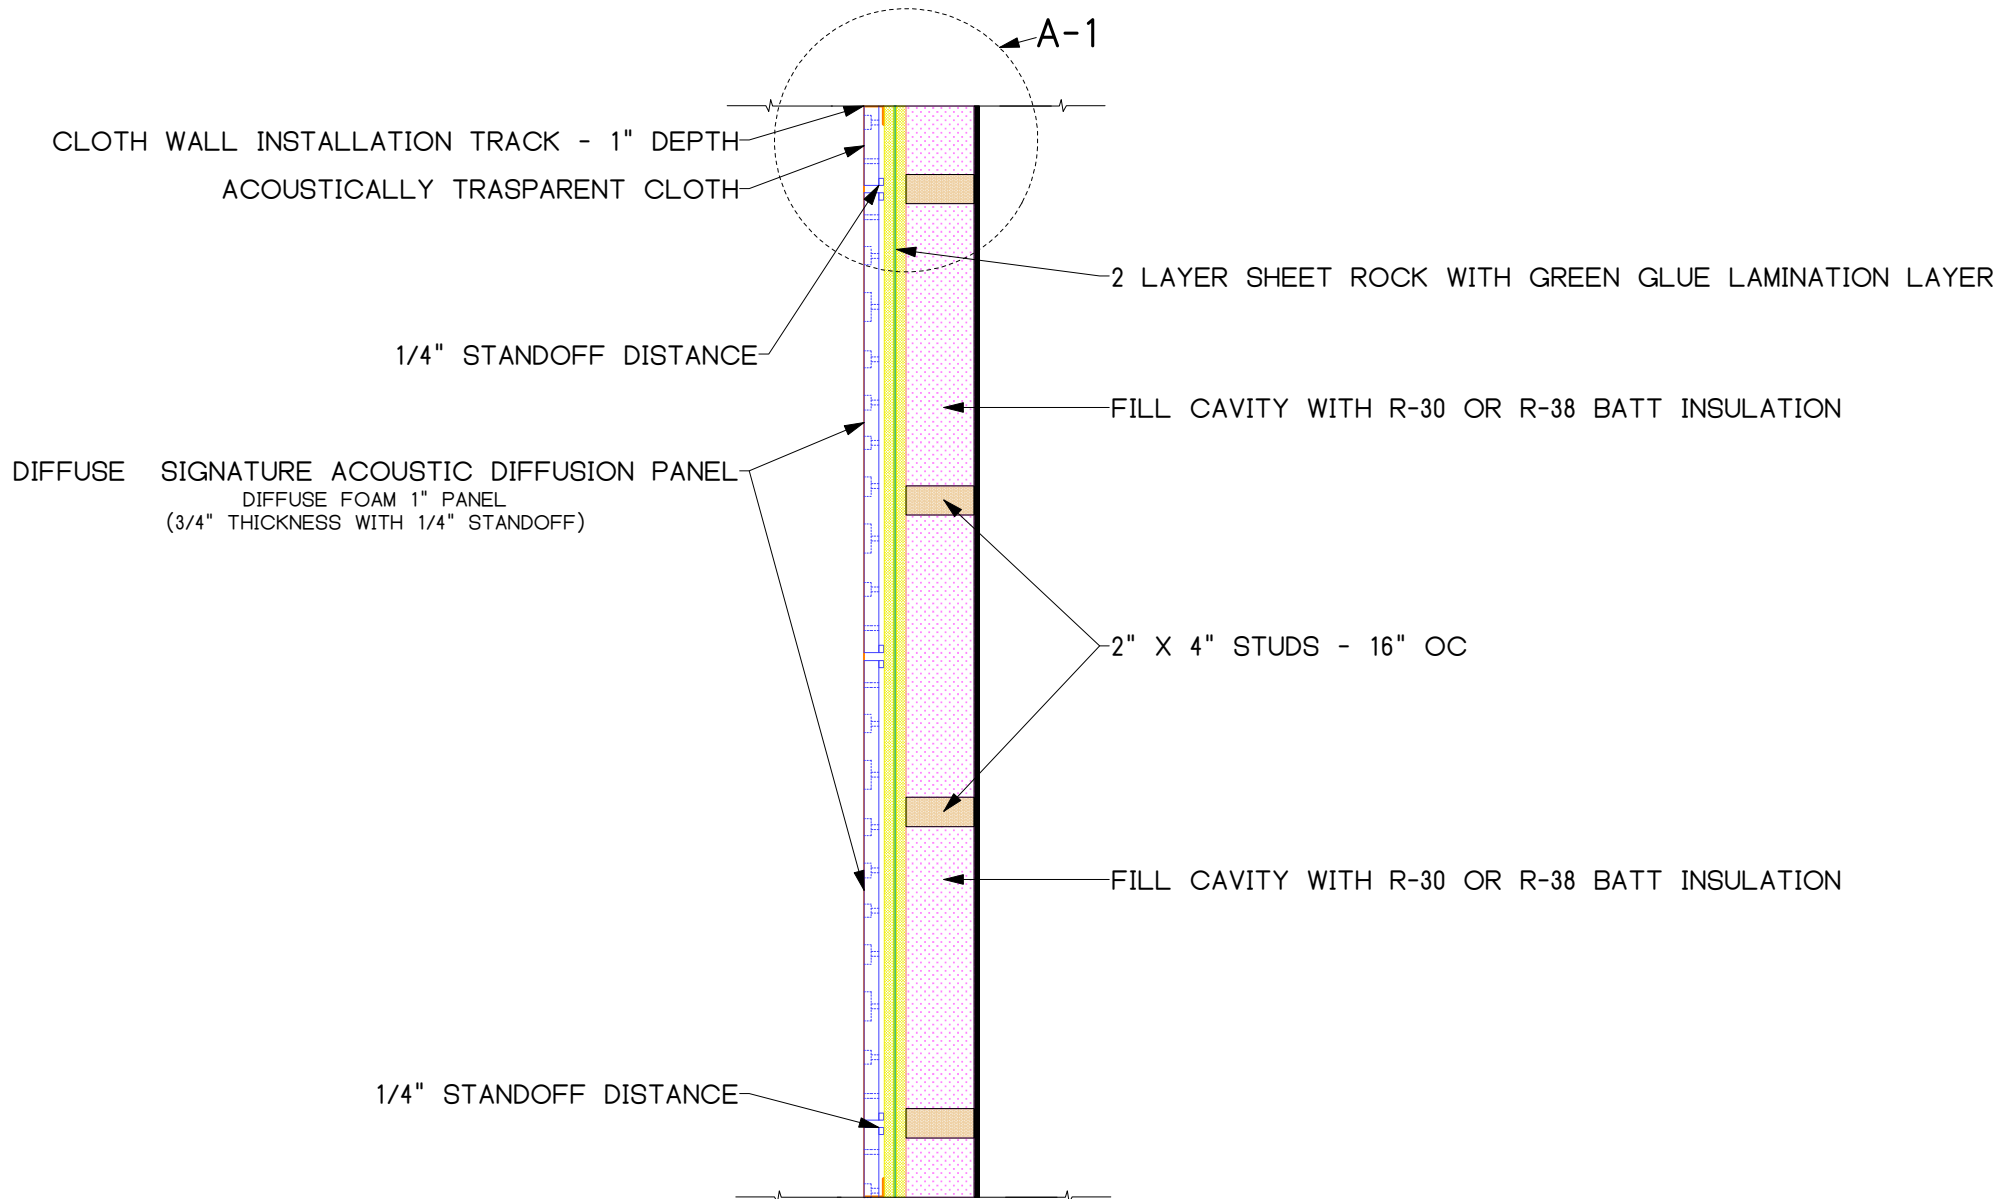 A-1
CLOTH WALL INSTALLATION TRACK - 1" DEPTH
ACOUSTICALLY TRASPARENT CLOTH
2 LAYER SHEET ROCK WITH GREEN GLUE LAMINATION LAYER
1/4" STANDOFF DISTANCE
FILL CAVITY WITH R-30 OR R-38 BATT INSULATION
DIFFUSE SIGNATURE ACOUSTIC DIFFUSION PANEL
DIFFUSE FOAM 1" PANEL
(3/4" THICKNESS WITH 1/4" STANDOFF)
2" X 4" STUDS - 16" OC
FILL CAVITY WITH R-30 OR R-38 BATT INSULATION
1/4" STANDOFF DISTANCE